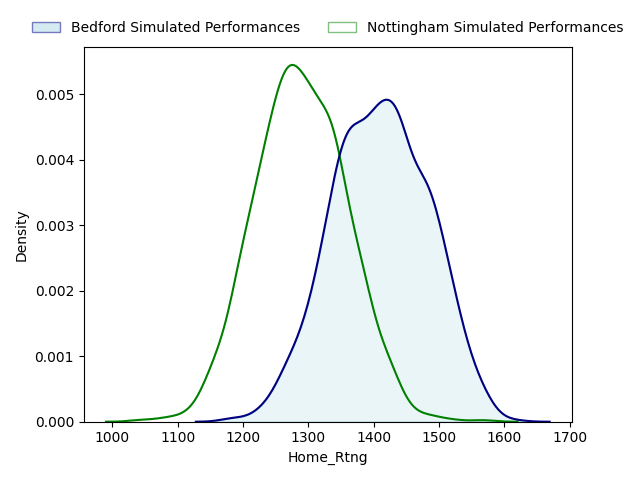 Bedford Simulated Performances
Nottingham Simulated Performances
Density
0.005
0.004
0.003
0.002
0.001
0.000
1000 1100 1200 1300 1400 1500 1600 1700
Home_Rtng